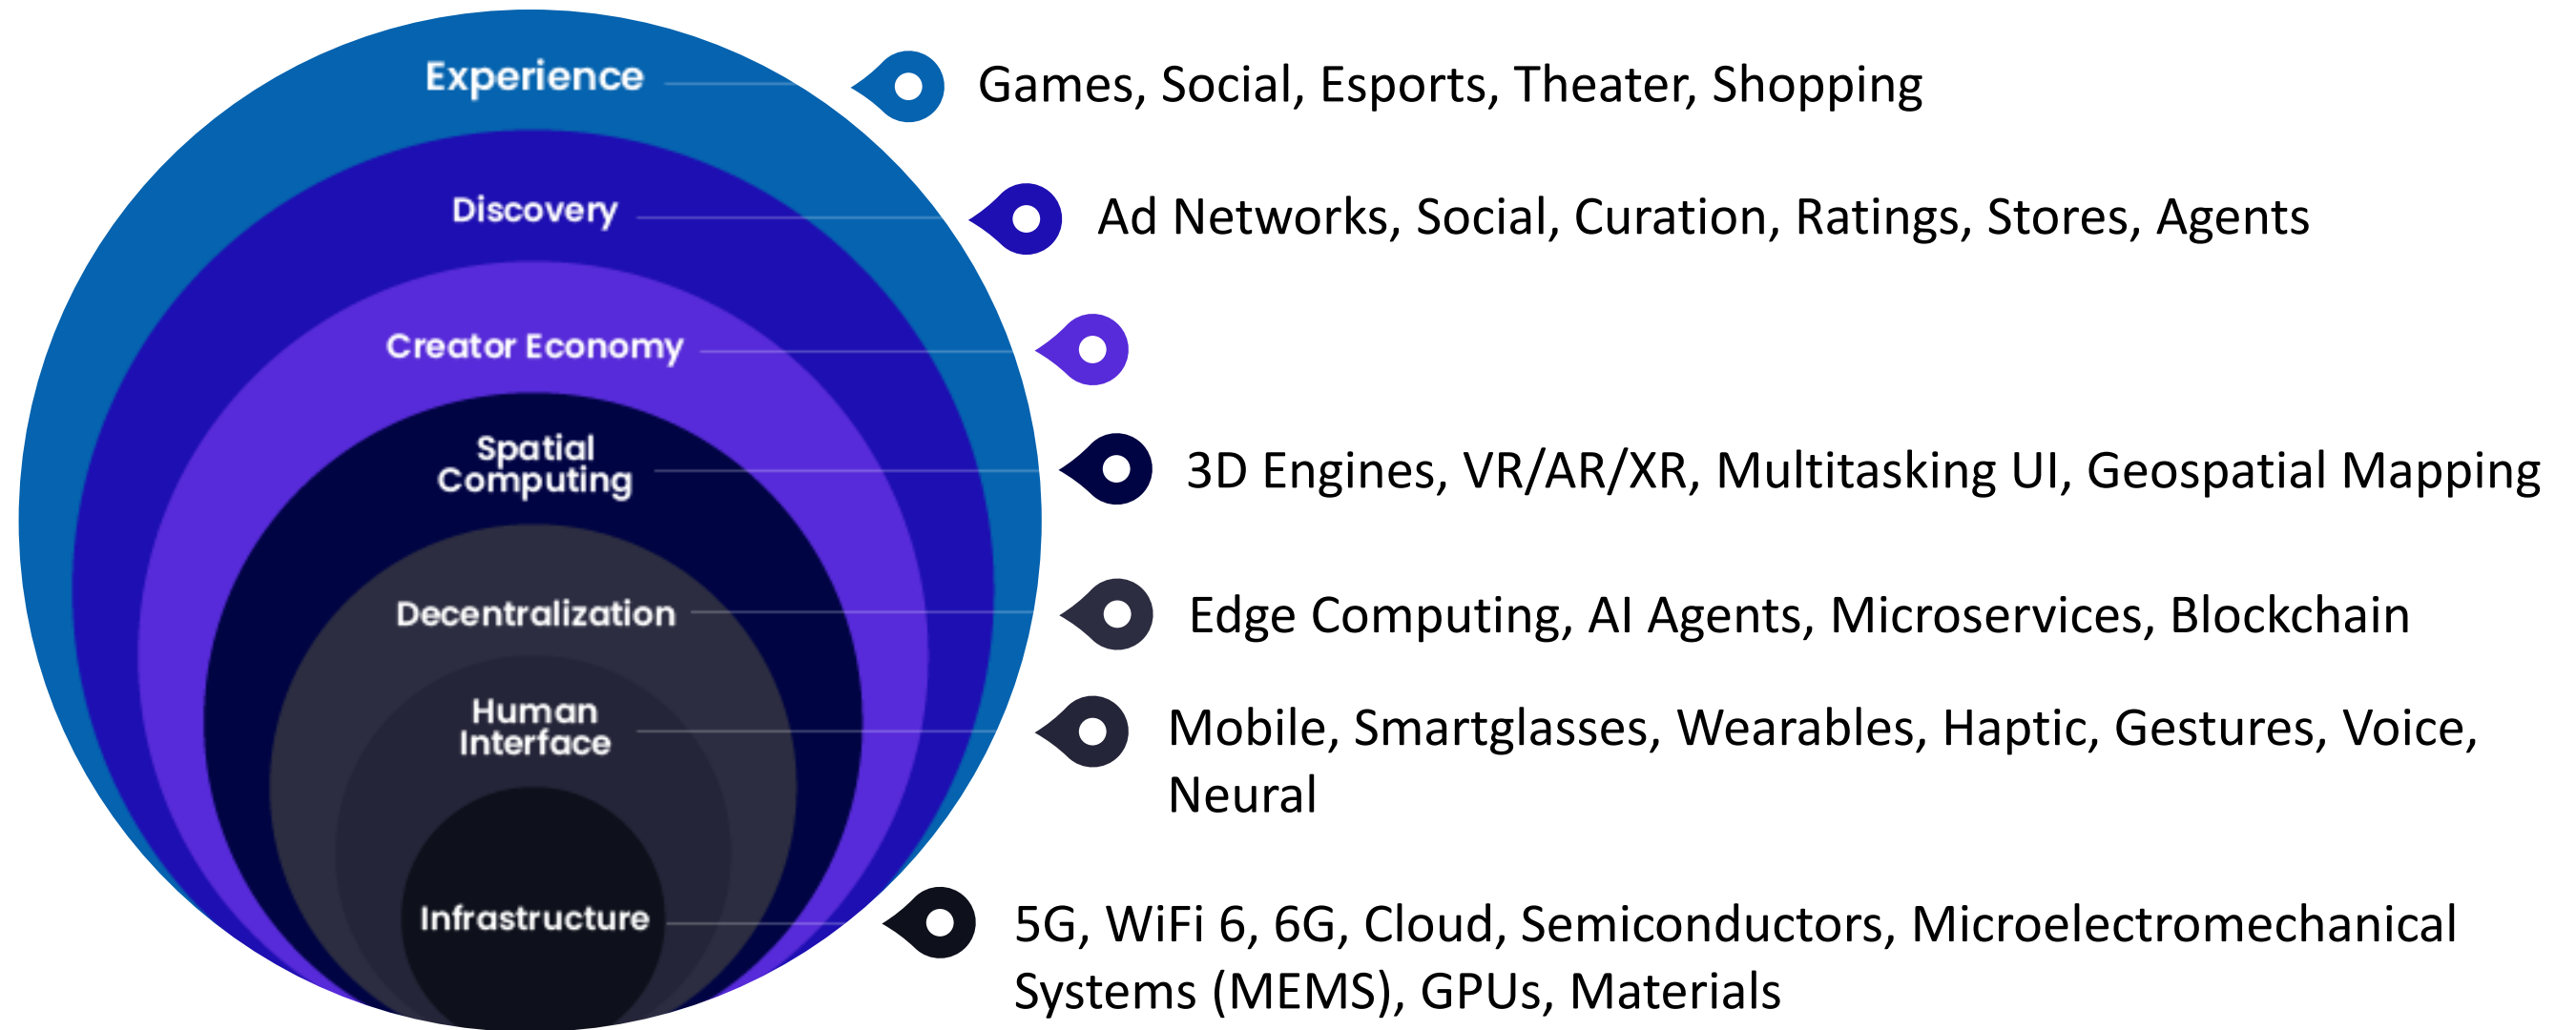 Experience
Games, Social, Esports, Theater, Shopping
Discovery
Ad Networks, Social, Curation, Ratings, Stores, Agents
Creator Economy
Spatial
Computing
3D Engines, VR/AR/XR, Multitasking UI, Geospatial Mapping
Decentralization
Edge Computing, AI Agents, Microservices, Blockchain
Human
Interface
Mobile, Smartglasses, Wearables, Haptic, Gestures, Voice,
Neural
Infrastructure
5G, WiFi 6, 6G, Cloud, Semiconductors, Microelectromechanical
Systems (MEMS), GPUs, Materials